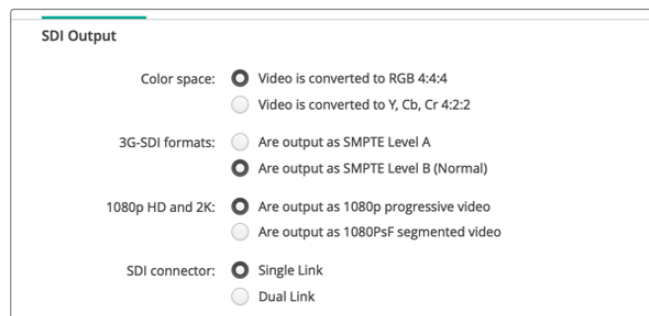 SDI Output
Color space: Video is converted to RGB 4:4:4
Video is converted to Y, Cb, Cr 4:2:2
3G-SDI formats: Are output as SMPTE Level A
Are output as SMPTE Level B (Normal)
1080p HD and 2K: Are output as 1080p progressive video
Are output as 1080PsF segmented video
SDI connector: Single Link
Dual Link